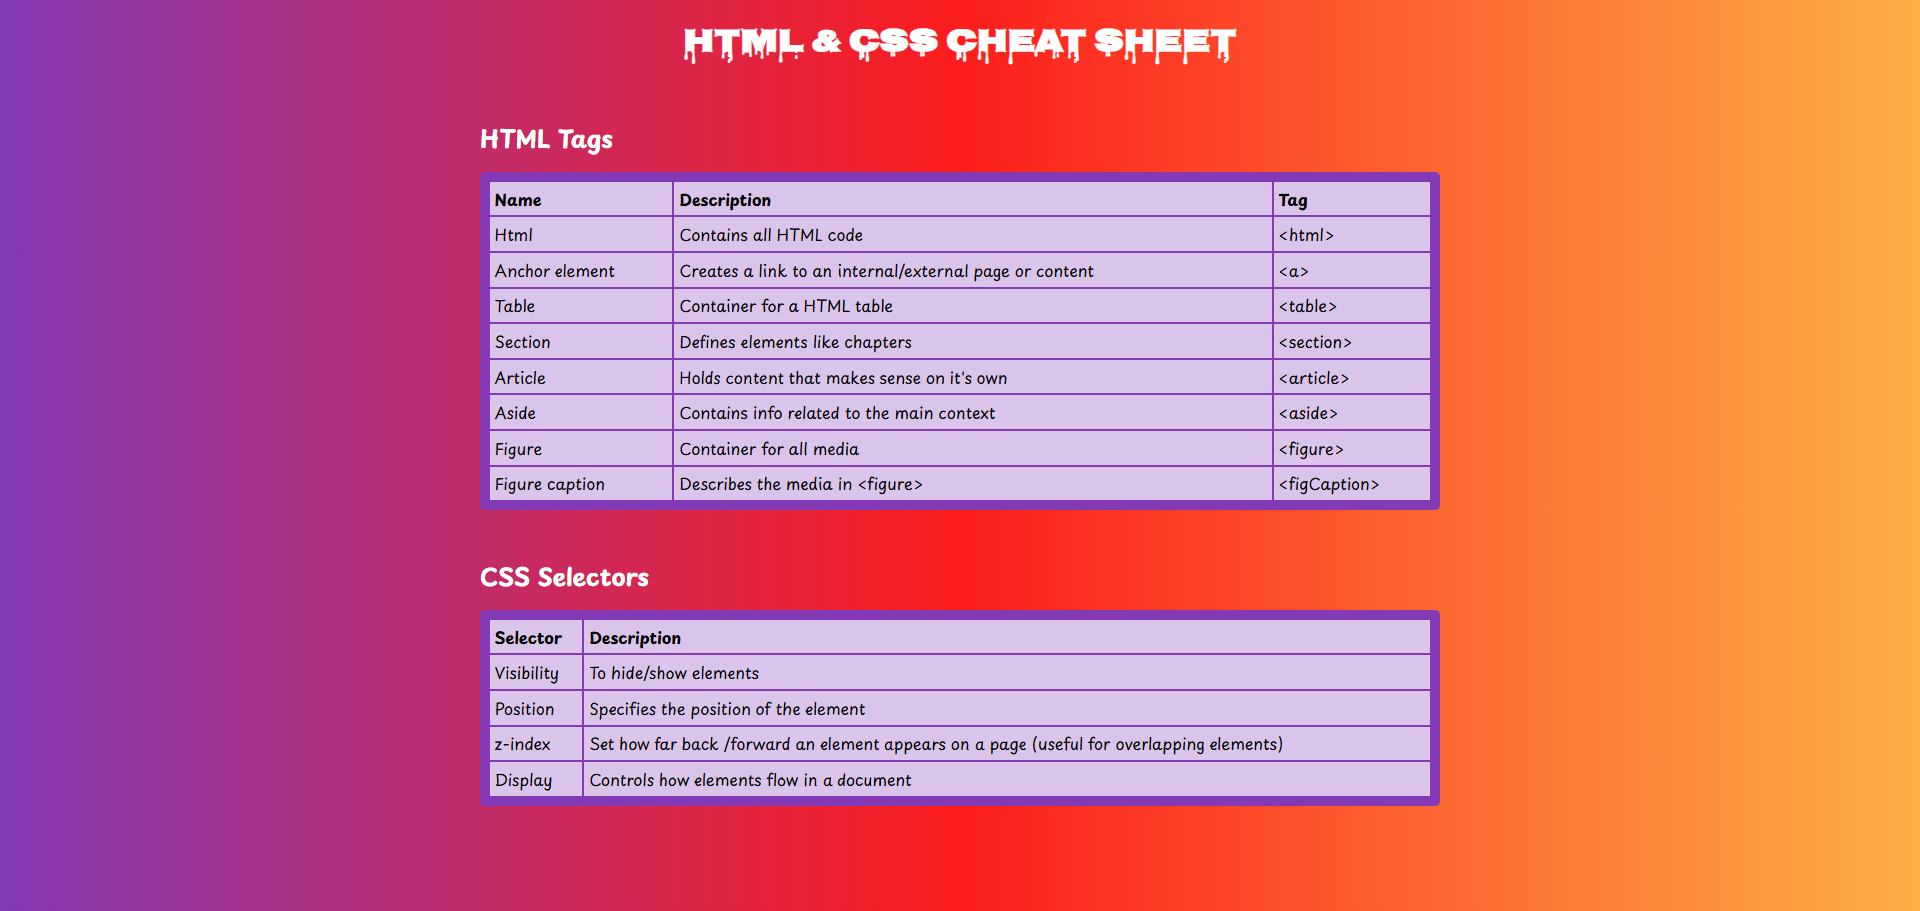 HTML & CSS CHEAT SHEET
HTML Tags
Name Description Tag
Html Contains all HTML code <html>
Anchor element Creates a link to an internal/external page or content <a>
Table Container for a HTML table <table>
Section Defines elements like chapters <section>
Article Holds content that makes sense on it's own <article>
Aside Contains info related to the main context <aside>
Figure Container for all media <figure>
Figure caption Describes the media in <figure> <figCaption>
CSS Selectors
Selector Description
Visibility To hide/show elements
Position Specifies the position of the element
z-index Set how far back /forward an element appears on a page (useful for overlapping elements)
Display Controls how elements flow in a document